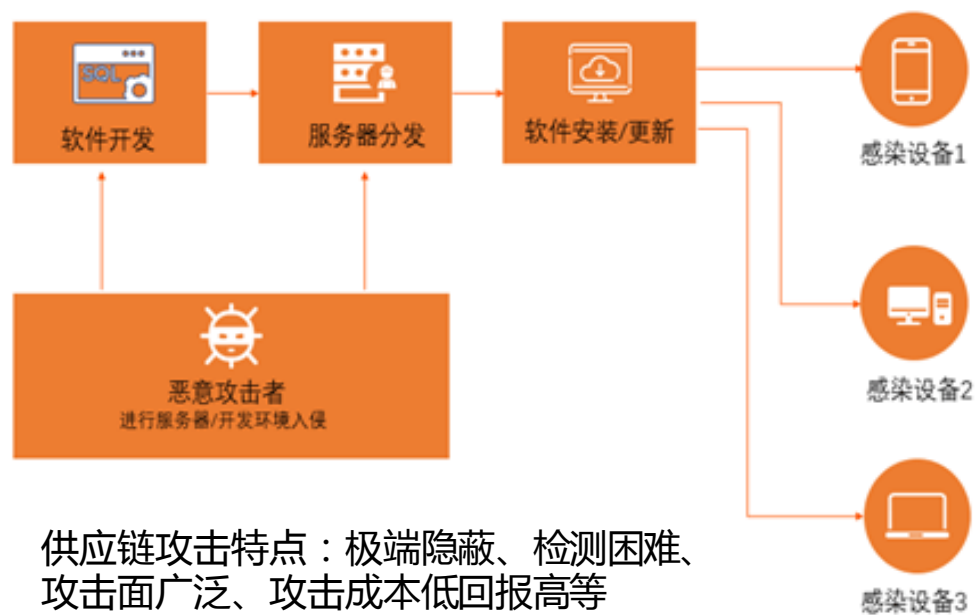 SQL
软件开发
服务器分发
软件安装/更新
感染设备1
恶意攻击者
进行服务器/开发环境入侵
感染设备2
感染设备3
供应链攻击特点：极端隐蔽、检测困难、
攻击面广泛、攻击成本低回报高等